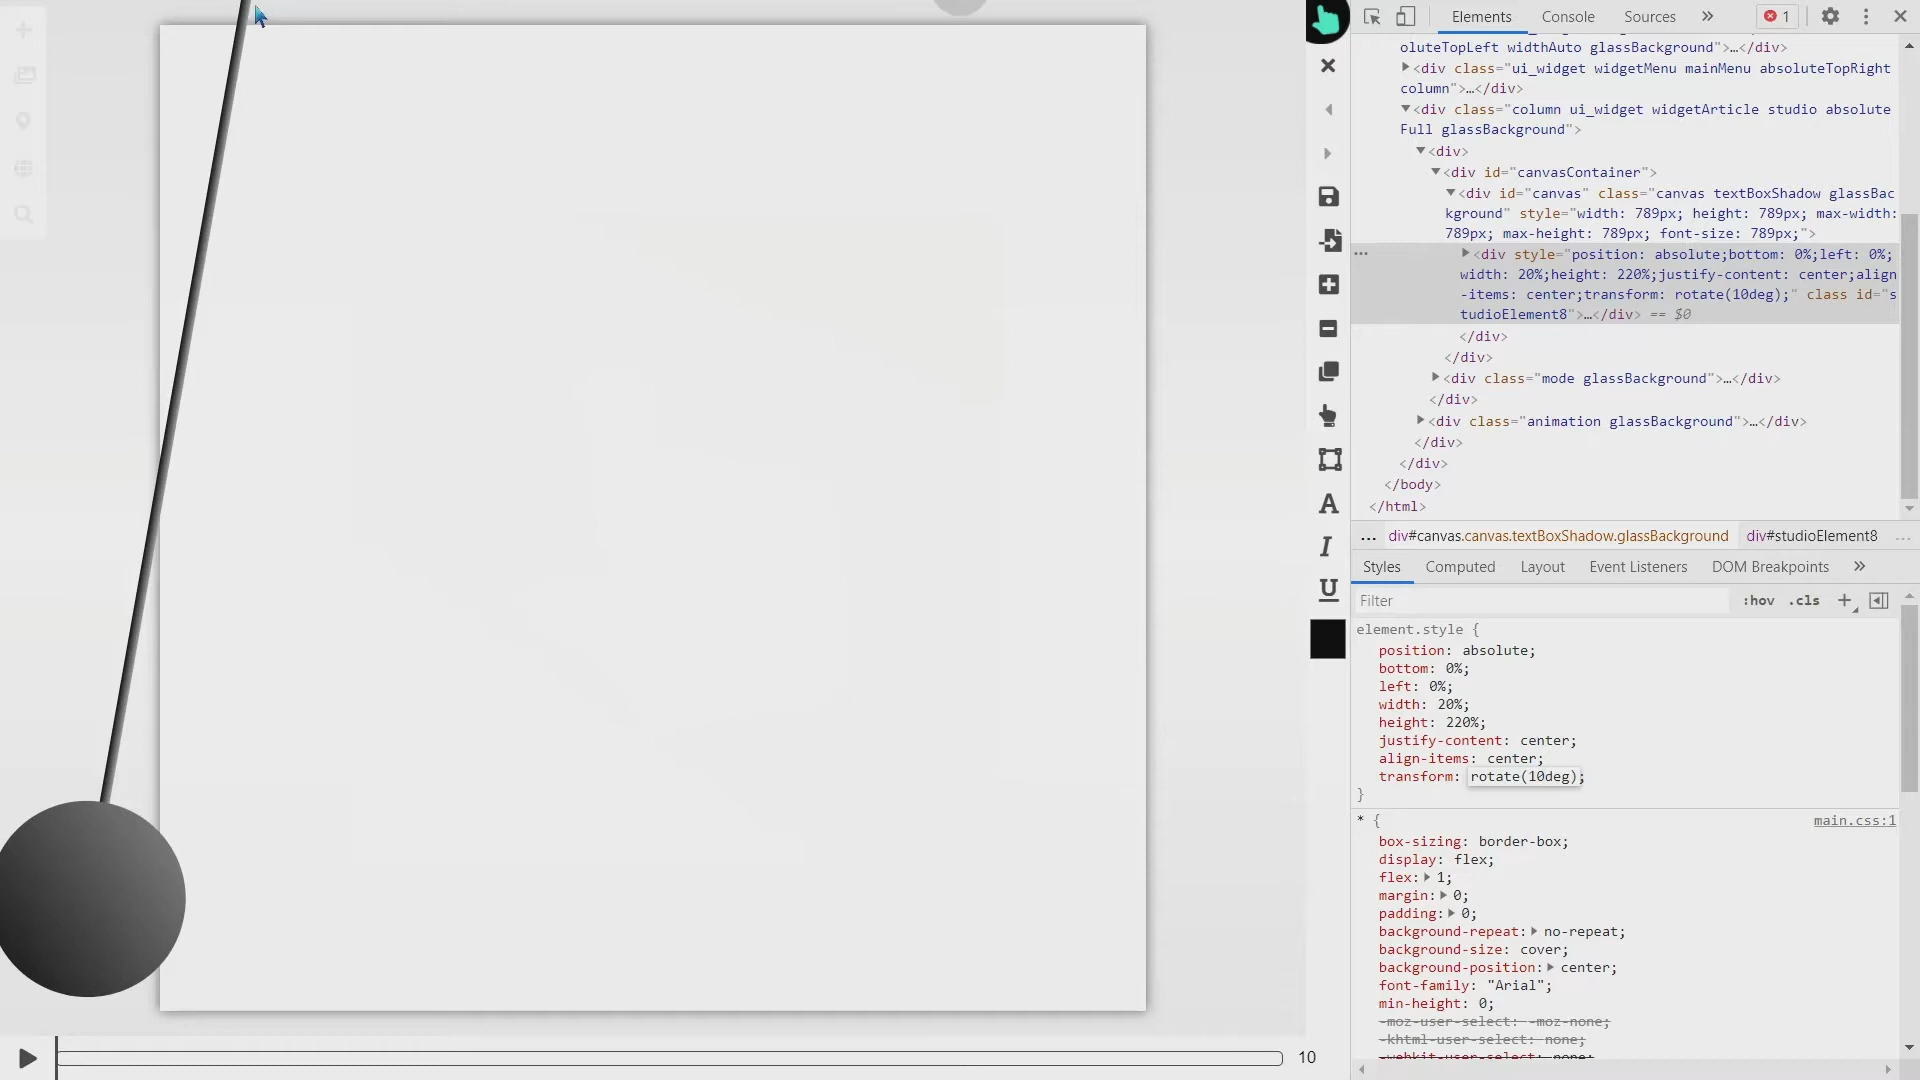 Elements Console Sources » 1
oluteTopLeft widthAuto glassBackground">…</div>
<div class="ui_widget widgetMenu mainMenu absoluteTopRight
column">…</div>
<div class="column ui_widget widgetArticle studio absolute
Full glassBackground">
<div>
<div id="canvasContainer">
<div id="canvas" class="canvas textBoxShadow glassBac
kground" style="width: 789px; height: 789px; max-width:
789px; max-height: 789px; font-size: 789px;">
... <div style="position: absolute;bottom: 0%;left: 0%;
width: 20%;height: 220%;justify-content: center;align
-items: center;transform: rotate(10deg);" class id="s
tudioElement8">…</div> == $0
</div>
</div>
<div class="mode glassBackground">…</div>
</div>
<div class="animation glassBackground">…</div>
</div>
</div>
</body>
</html>
... div#canvas.canvas.textBoxShadow.glassBackground div#studioElement8 ...
Styles Computed Layout Event Listeners DOM Breakpoints »
Filter :hov .cls +
element.style {
position: absolute;
bottom: 0%;
left: 0%;
width: 20%;
height: 220%;
justify-content: center;
align-items: center;
transform: rotate(10deg);
}
* { main.css:1
box-sizing: border-box;
display: flex;
flex: 1;
margin: 0;
padding: 0;
background-repeat: no-repeat;
background-size: cover;
background-position: center;
font-family: "Arial";
min-height: 0;
-moz-user-select: -moz-none;
-khtml-user-select: none;
-webkit-user-select: none;
A
I
U
10